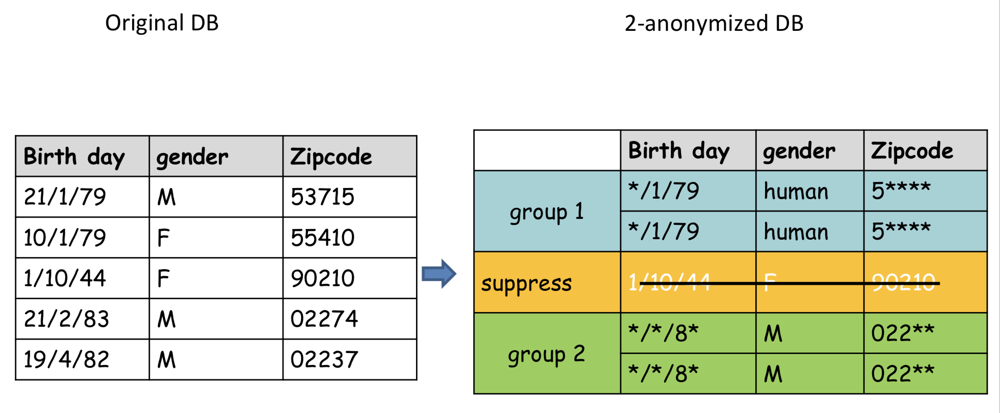 Original DB
2-anonymized DB
Birth day gender Zipcode
21/1/79 M 53715
10/1/79 F 55410
1/10/44 F 90210
21/2/83 M 02274
19/4/82 M 02237
Birth day gender Zipcode
group 1
*/1/79 human 5****
*/1/79 human 5****
suppress 1/10/44 F 90210
group 2
*/*/8* M 022**
*/*/8* M 022**